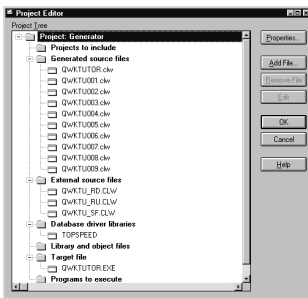 Project Editor
Project Tree
Project: Generator
Projects to include
Generated source files
QWKTUTOR.clw
QWKTU001.clw
QWKTU002.clw
QWKTU003.clw
QWKTU004.clw
QWKTU005.clw
QWKTU006.clw
QWKTU007.clw
QWKTU008.clw
QWKTU009.clw
External source files
QWKTU_RD.CLW
QWKTU_RU.CLW
QWKTU_SF.CLW
Database driver libraries
TOPSPEED
Library and object files
Target file
QWKTUTOR.EXE
Programs to execute
Properties...
Add File...
Remove File
Edit
OK
Cancel
Help